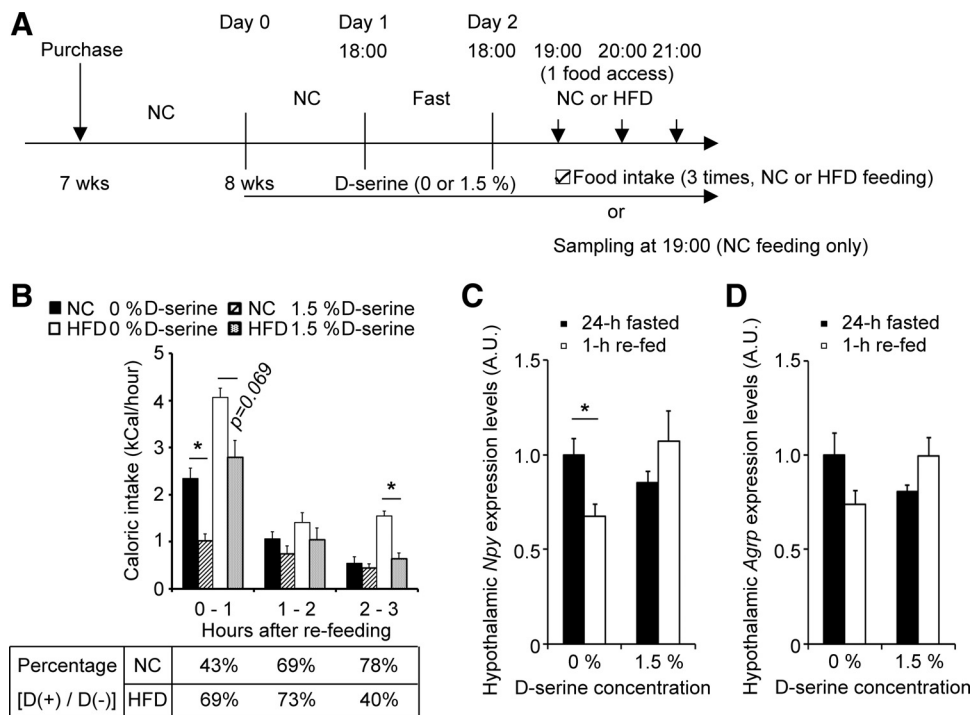 A
Purchase
Day 0
Day 1
18:00
Day 2
18:00
19:00 20:00 21:00
(1 food access)
NC
NC
Fast
NC or HFD
7 wks
8 wks
D-serine (0 or 1.5 %)
Food intake (3 times, NC or HFD feeding)
or
Sampling at 19:00 (NC feeding only)
B
NC 0 %D-serine
NC 1.5 %D-serine
HFD 0 %D-serine
HFD 1.5 %D-serine
Caloric intake (kCal/hour)
5
4
3
2
1
0
*
p=0.069
*
0 - 1 1 - 2 2 - 3
Hours after re-feeding
Percentage NC 43% 69% 78%
[D(+) / D(-)] HFD 69% 73% 40%
C
24-h fasted
1-h re-fed
Hypothalamic Npy expression levels (A.U.)
1.5
1.0
0.5
0
*
0 % 1.5 %
D-serine concentration
D
24-h fasted
1-h re-fed
Hypothalamic Agrp expression levels (A.U.)
1.5
1.0
0.5
0
0 % 1.5 %
D-serine concentration